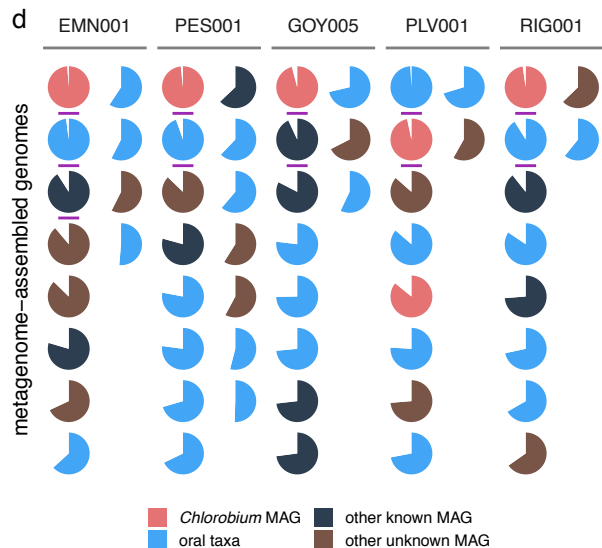 d
EMN001 PES001 GOY005 PLV001 RIG001
metagenome-assembled genomes
Chlorobium MAG
other known MAG
oral taxa
other unknown MAG